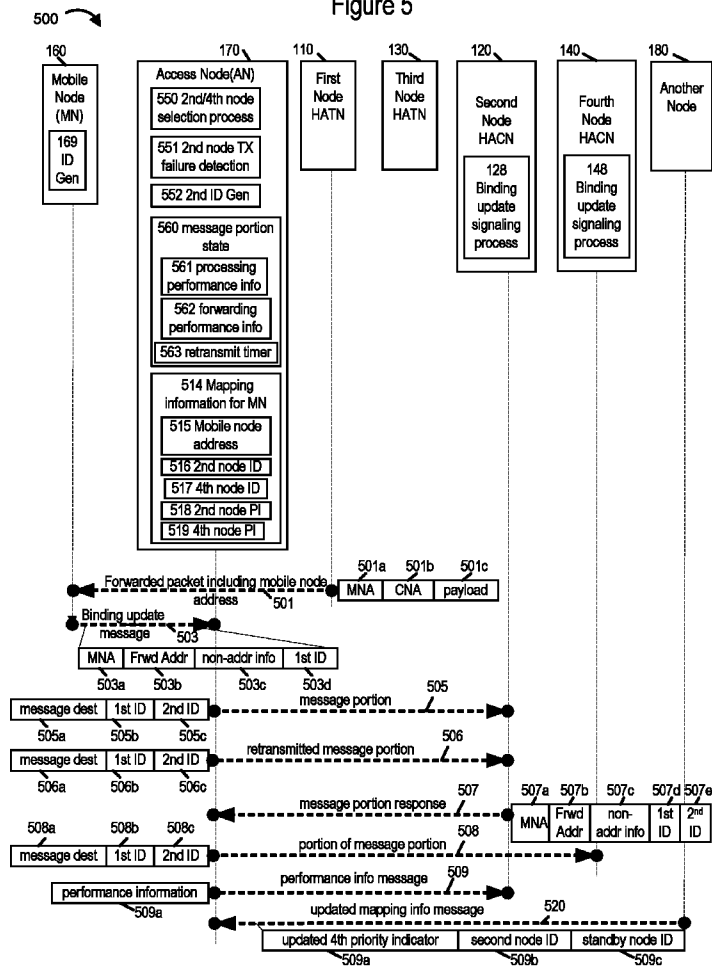 Figure 5
500
160
170
110
130
120
140
180
Mobile
Node
(MN)
169
ID
Gen
Access Node(AN)
550 2nd/4th node
selection process
551 2nd node TX
failure detection
552 2nd ID Gen
560 message portion
state
561 processing
performance info
562 forwarding
performance info
563 retransmit timer
514 Mapping
information for MN
515 Mobile node
address
516 2nd node ID
517 4th node ID
518 2nd node PI
519 4th node PI
First
Node
HATN
Third
Node
HATN
Second
Node
HACN
128
Binding
update
signaling
process
Fourth
Node
HACN
148
Binding
update
signaling
process
Another
Node
501a
501b
501c
Forwarded packet including mobile node
address
501
MNA
CNA
payload
Binding update
message
503
MNA
Frwd Addr
non-addr info
1st ID
503a
503b
503c
503d
message portion
505
message dest
1st ID
2nd ID
505a
505b
505c
retransmitted message portion
506
message dest
1st ID
2nd ID
506a
506b
506c
message portion response
507
507a
507b
507c
507d
507e
MNA
Frwd
Addr
non-
addr info
1st
ID
2nd
ID
508a
508b
508c
message dest
1st ID
2nd ID
portion of message portion
508
performance information
509a
performance info message
509
updated mapping info message
520
updated 4th priority indicator
second node ID
standby node ID
509a
509b
509c